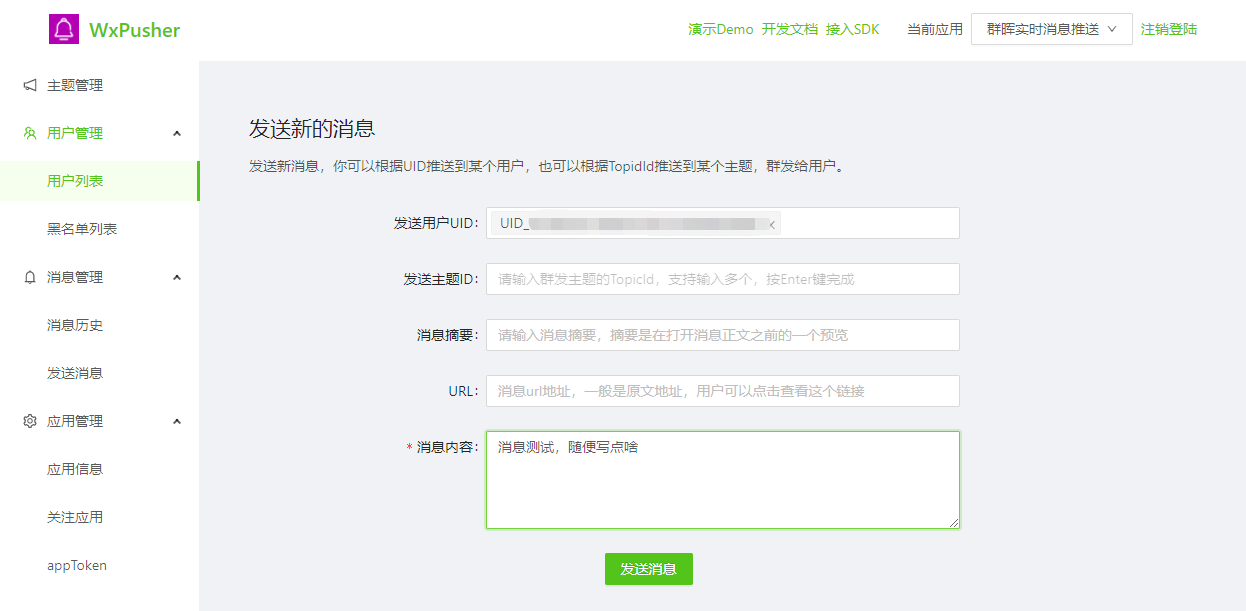 WxPusher
演示Demo 开发文档 接入SDK 当前应用 群晖实时消息推送 注销登陆
主题管理
用户管理
用户列表
黑名单列表
消息管理
消息历史
发送消息
应用管理
应用信息
关注应用
appToken
发送新的消息
发送新消息，你可以根据UID推送到某个用户，也可以根据TopidId推送到某个主题，群发给用户。
发送用户UID: UID_
发送主题ID: 请输入群发主题的TopicId，支持输入多个，按Enter键完成
消息摘要: 请输入消息摘要，摘要是在打开消息正文之前的一个预览
URL: 消息url地址，一般是原文地址，用户可以点击查看这个链接
* 消息内容: 消息测试，随便写点啥
发送消息